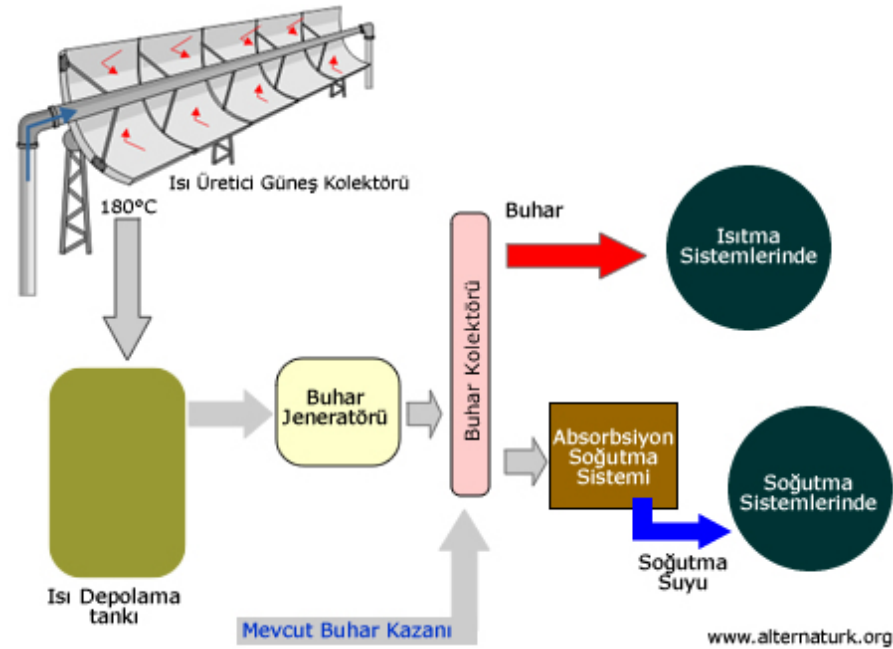 Isı Üretici Güneş Kolektörü
180°C
Buhar
Isıtma
Sistemlerinde
Buhar Kolektörü
Buhar
Jeneratörü
Absorbsiyon
Soğutma
Sistemi
Soğutma
Sistemlerinde
Soğutma
Suyu
Isı Depolama
tankı
Mevcut Buhar Kazanı
www.alternaturk.org